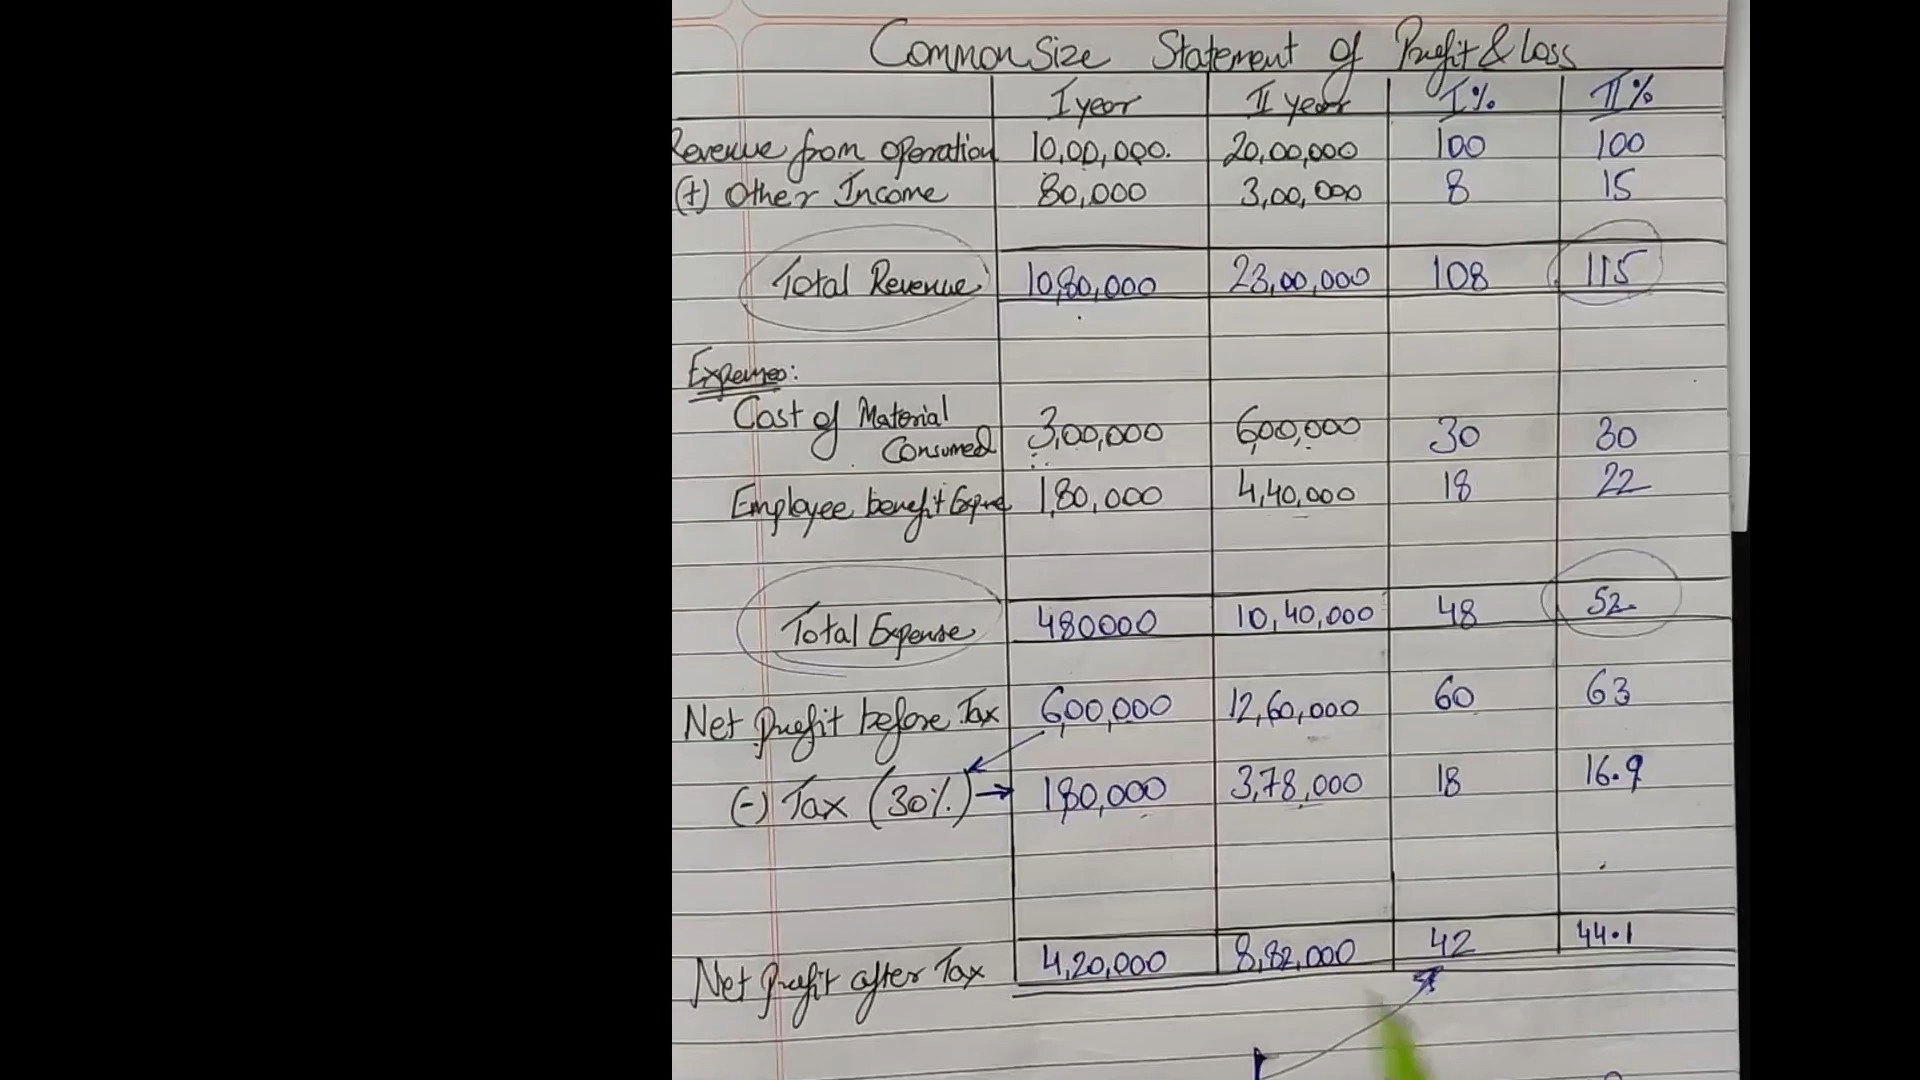 Common Size Statement of Profit & Loss
I year II year I% II%
Revenue from operation 10,00,000. 20,00,000 100 100
(+) Other Income 80,000 3,00,000 8 15
Total Revenue 10,80,000 23,00,000 108 115
Expenses:
Cost of Material
Consumed 3,00,000 600,000 30 30
Employee benefit 1,80,000 4,40,000 18 22
Total Expense 480000 10,40,000 48 52
Net profit before Tax 600,000 12,60,000 60 63
(-) Tax (30%) → 180,000 3,78,000 18 16.9
Net profit after Tax 4,20,000 8,82,000 42 44.1